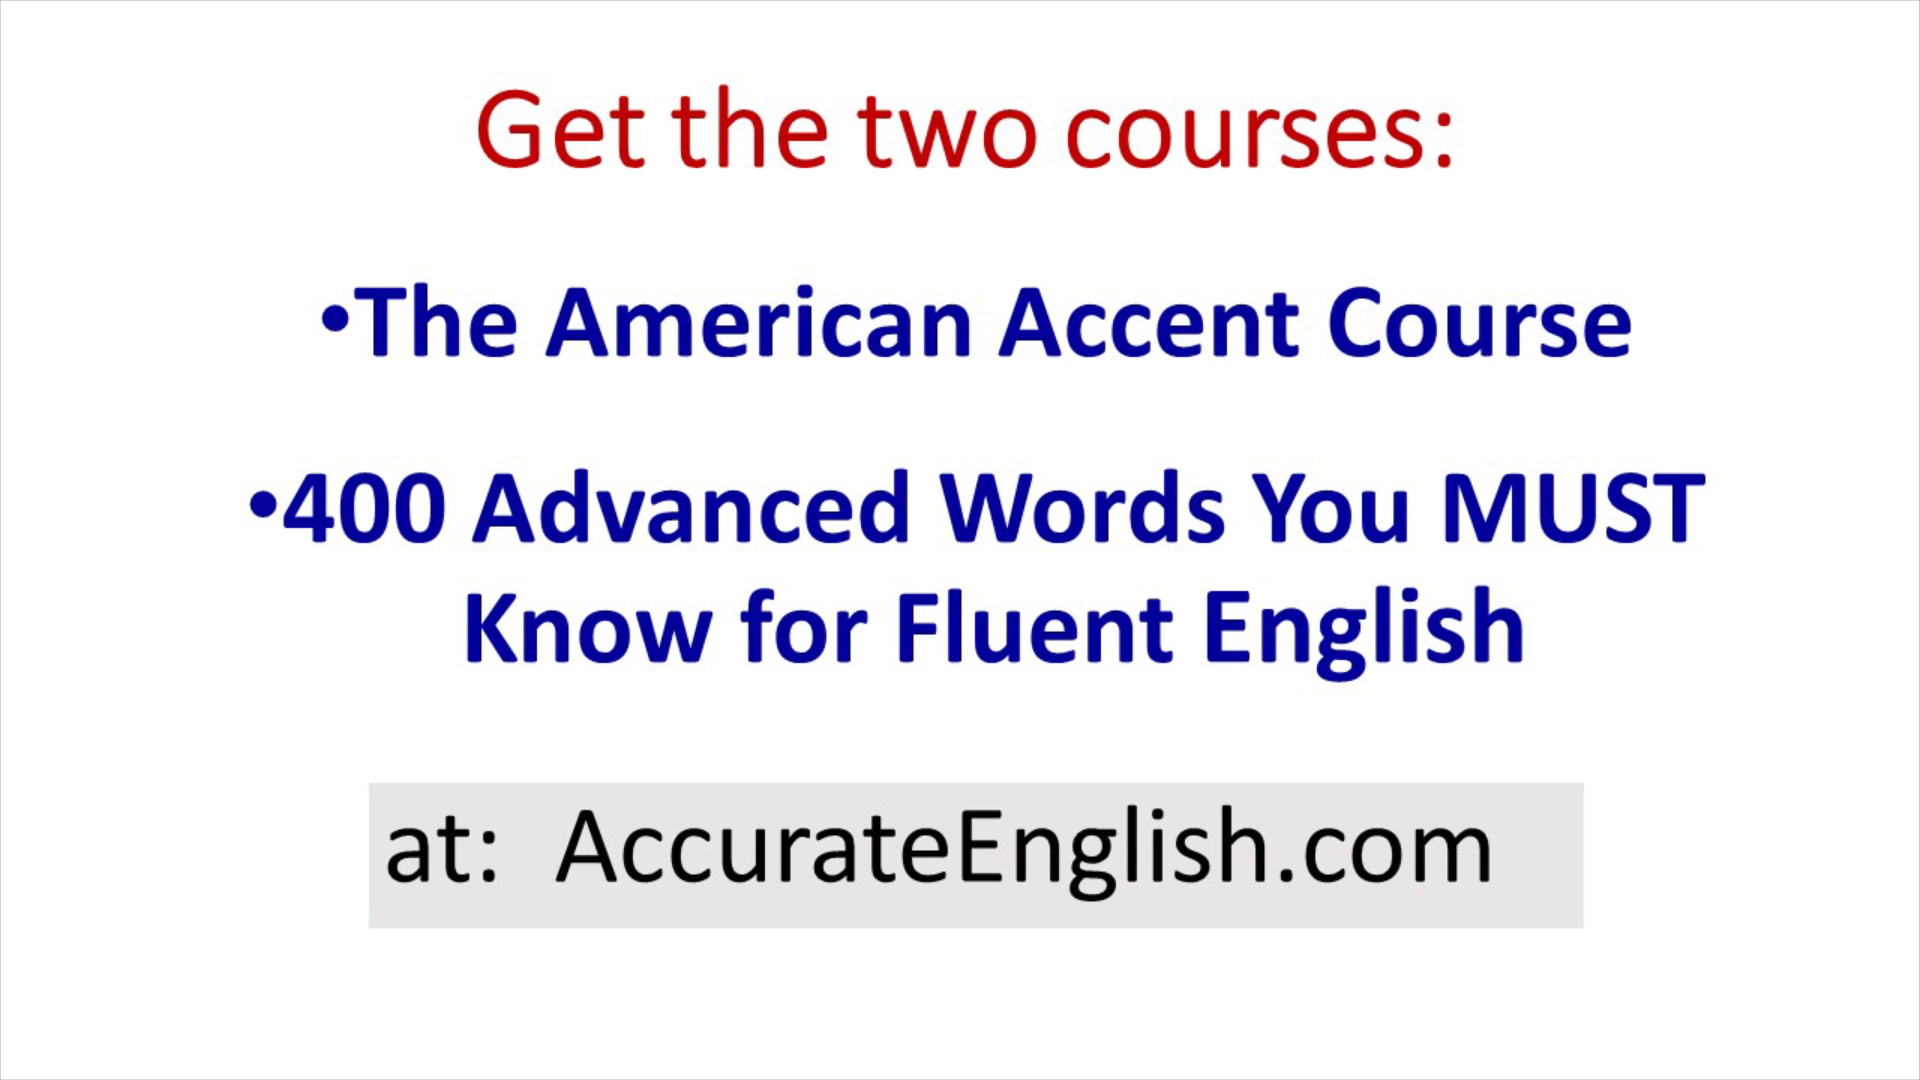 Get the two courses:
•The American Accent Course
•400 Advanced Words You MUST
Know for Fluent English
at: AccurateEnglish.com